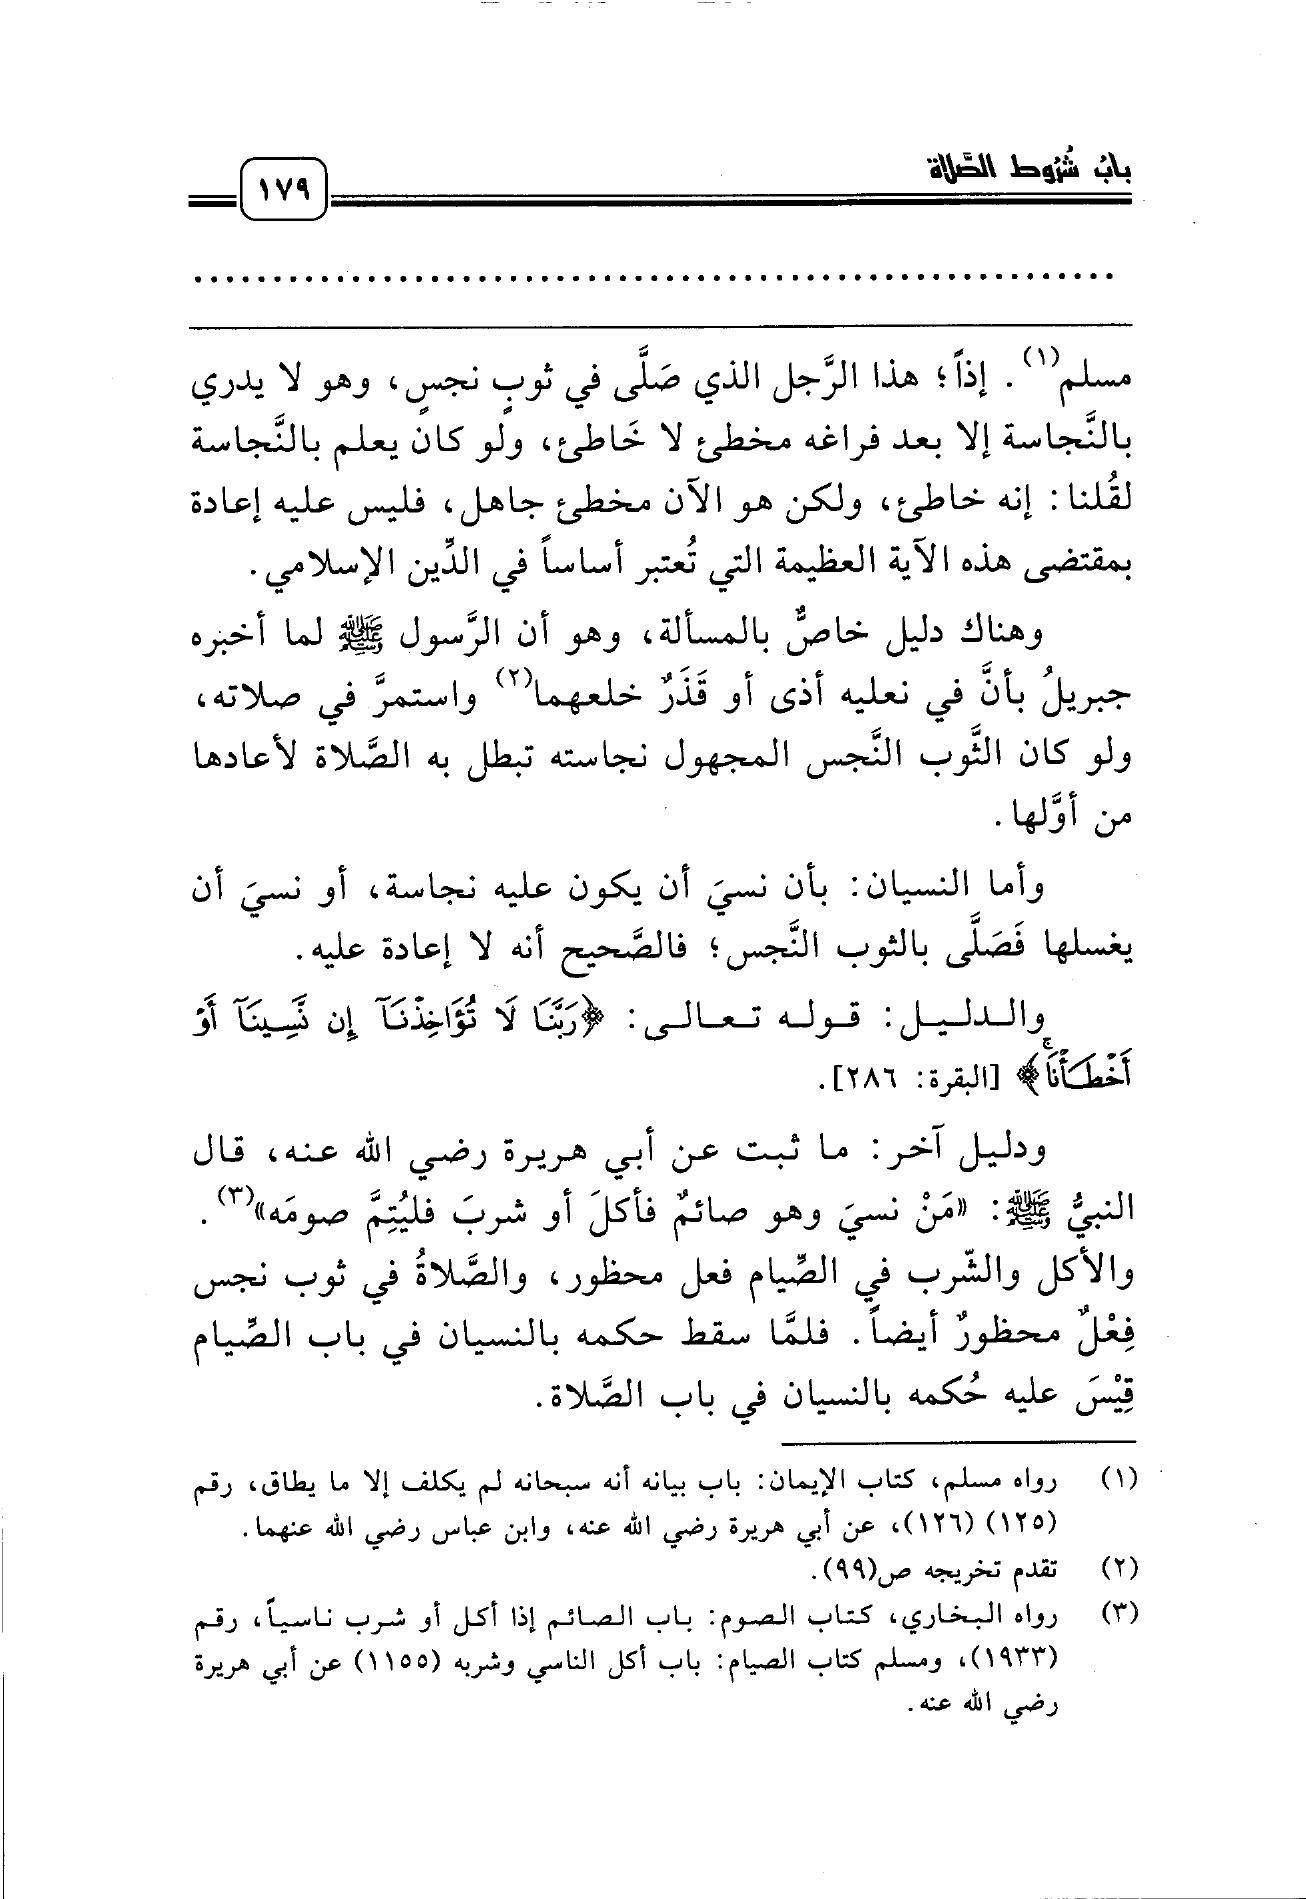 بابُ شُرُوط الصَّلاة
١٧٩
مسلم(١). إذاً؛ هذا الرَّجل الذي صَلَّى في ثوبٍ نجسٍ، وهو لا يدري
بالنَّجاسة إلا بعد فراغه مخطئ لا خَاطئ، ولو كان يعلم بالنَّجاسة
لقُلنا: إنه خاطئ، ولكن هو الآن مخطئ جاهل، فليس عليه إعادة
بمقتضى هذه الآية العظيمة التي تُعتبر أساساً في الدِّين الإسلامي.
وهناك دليل خاصٌّ بالمسألة، وهو أن الرَّسول ﷺ لما أخبره
جبريلُ بأنَّ في نعليه أذى أو قَذَرٌ خلعهما(٢) واستمرَّ في صلاته،
ولو كان الثَّوب النَّجس المجهول نجاسته تبطل به الصَّلاة لأعادها
من أوَّلها.
وأما النسيان: بأن نسيَ أن يكون عليه نجاسة، أو نسيَ أن
يغسلها فَصَلَّى بالثوب النَّجس؛ فالصَّحيح أنه لا إعادة عليه.
والدليل: قوله تعالى: ﴿رَبَّنَا لَا تُؤَاخِذْنَآ إِن نَّسِينَآ أَوْ
أَخْطَأْنَاۚ﴾ [البقرة: ٢٨٦].
ودليل آخر: ما ثبت عن أبي هريرة رضي الله عنه، قال
النبيُّ ﷺ: «مَنْ نسيَ وهو صائمٌ فأكلَ أو شربَ فليُتِمَّ صومَه»(٣).
والأكل والشّرب في الصِّيام فعل محظور، والصَّلاةُ في ثوب نجس
فِعْلٌ محظورٌ أيضاً. فلمَّا سقط حكمه بالنسيان في باب الصِّيام
قِيْسَ عليه حُكمه بالنسيان في باب الصَّلاة.
(١) رواه مسلم، كتاب الإيمان: باب بيانه أنه سبحانه لم يكلف إلا ما يطاق، رقم
(١٢٥) (١٢٦)، عن أبي هريرة رضي الله عنه، وابن عباس رضي الله عنهما.
(٢) تقدم تخريجه ص(٩٩).
(٣) رواه البخاري، كتاب الصوم: باب الصائم إذا أكل أو شرب ناسياً، رقم
(١٩٣٣)، ومسلم كتاب الصيام: باب أكل الناسي وشربه (١١٥٥) عن أبي هريرة
رضي الله عنه.